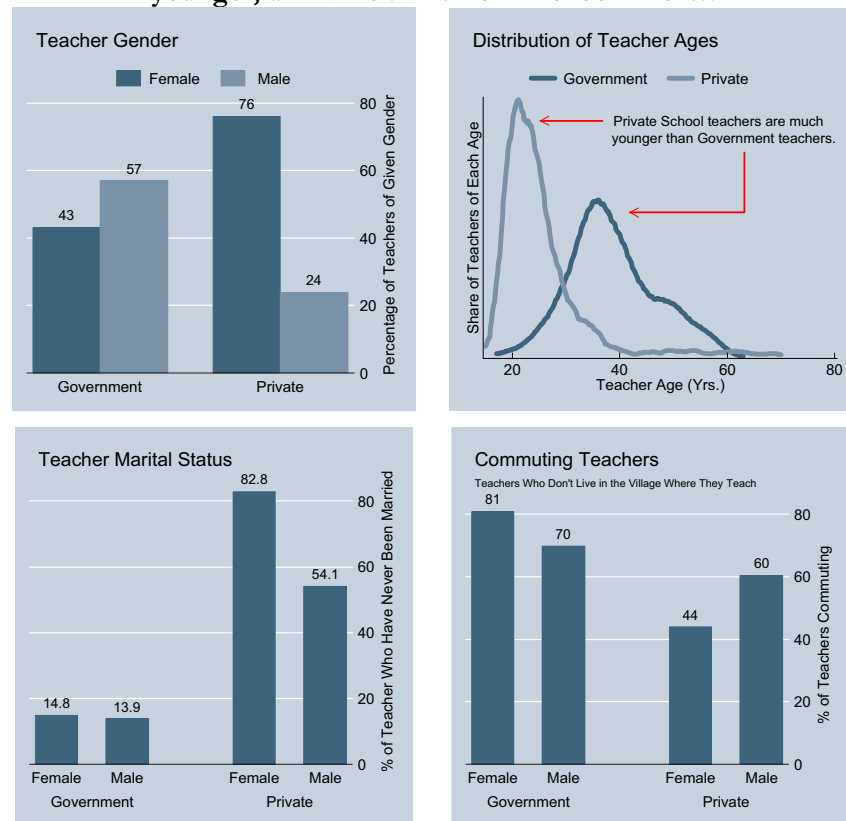 younger,
Teacher Gender
Female Male
76
57
43
24
80
60
40
20
0
Percentage of Teachers of Given Gender
Government Private
Distribution of Teacher Ages
Government Private
Private School teachers are much
younger than Government teachers.
Share of Teachers of Each Age
20 40 60 80
Teacher Age (Yrs.)
Teacher Marital Status
82.8
54.1
14.8
13.9
80
60
40
20
0
% of Teacher Who Have Never Been Married
Female Male Female Male
Government Private
Commuting Teachers
Teachers Who Don't Live in the Village Where They Teach
81
70
60
44
80
60
40
20
0
% of Teachers Commuting
Female Male Female Male
Government Private